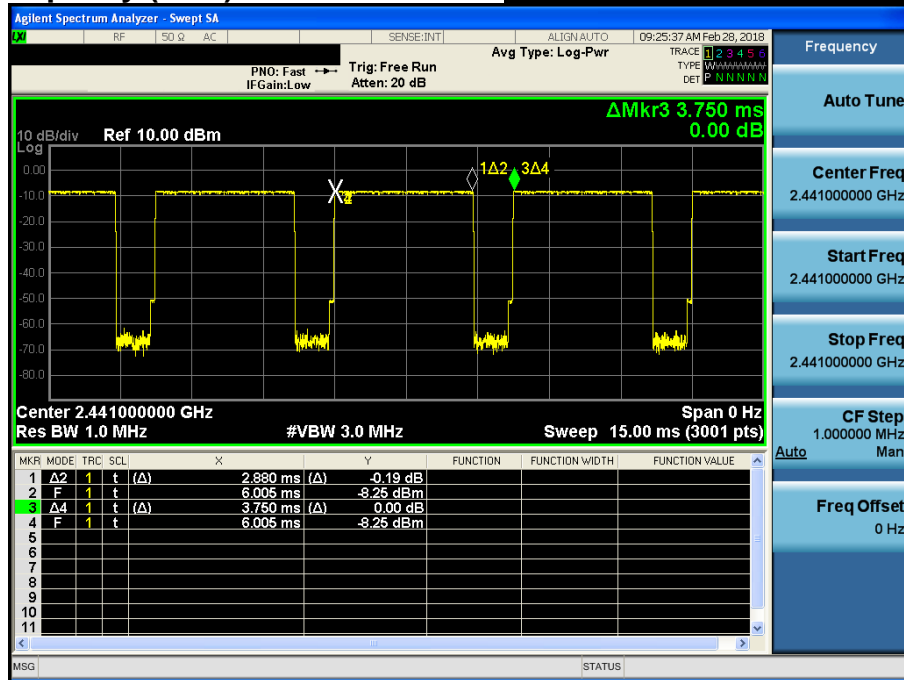 Agilent Spectrum Analyzer - Swept SA
LXI RF 50 Ω AC SENSE:INT ALIGN AUTO 09:25:37 AM Feb 28, 2018
Avg Type: Log-Pwr TRACE 1 2 3 4 5 6
PNO: Fast Trig: Free Run TYPE WWWWWW
IFGain:Low Atten: 20 dB DET P N N N N N
ΔMkr3 3.750 ms
10 dB/div Ref 10.00 dBm 0.00 dB
Log
0.00
-10.0
-20.0
-30.0
-40.0
-50.0
-60.0
-70.0
-80.0
1Δ2 3Δ4
Center 2.441000000 GHz Span 0 Hz
Res BW 1.0 MHz #VBW 3.0 MHz Sweep 15.00 ms (3001 pts)
MKR MODE TRC SCL X Y FUNCTION FUNCTION WIDTH FUNCTION VALUE
1 Δ2 1 t (Δ) 2.880 ms (Δ) -0.19 dB
2 F 1 t 6.005 ms -8.25 dBm
3 Δ4 1 t (Δ) 3.750 ms (Δ) 0.00 dB
4 F 1 t 6.005 ms -8.25 dBm
5
6
7
8
9
10
11
MSG STATUS
Frequency
Auto Tune
Center Freq
2.441000000 GHz
Start Freq
2.441000000 GHz
Stop Freq
2.441000000 GHz
CF Step
1.000000 MHz
Auto Man
Freq Offset
0 Hz